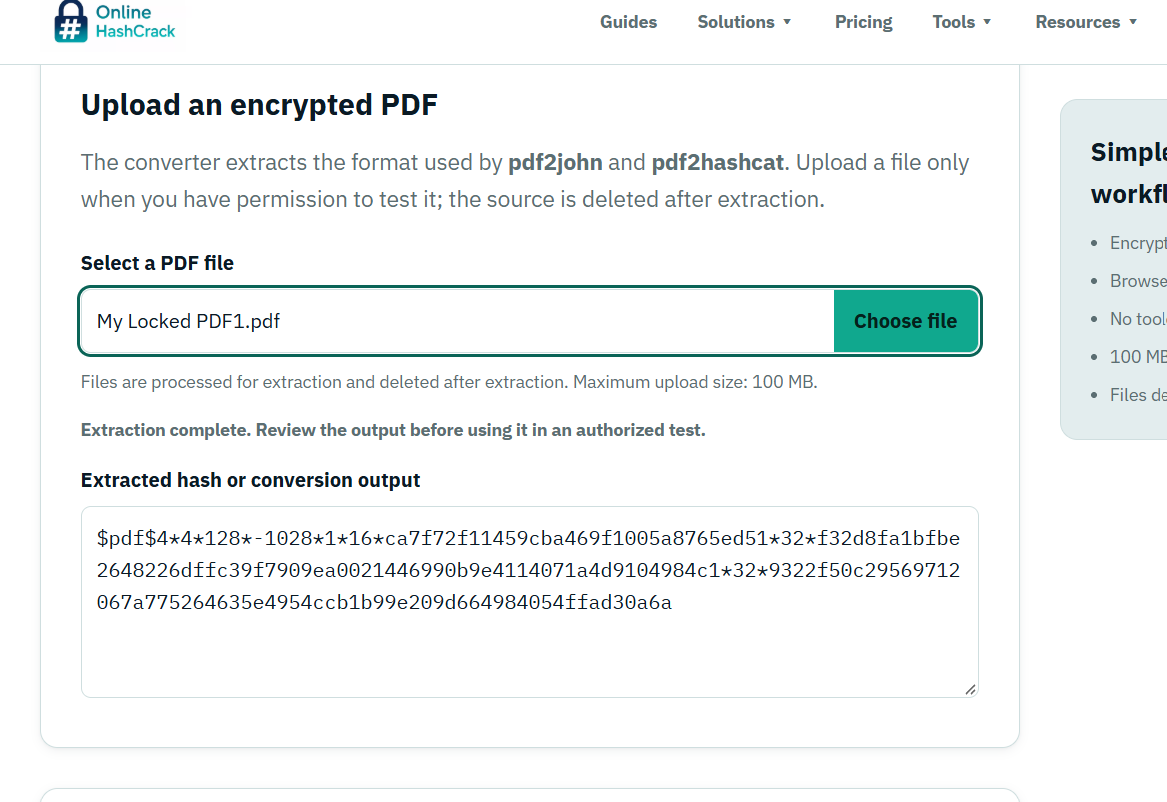 Online
HashCrack
Guides
Solutions
Pricing
Tools
Resources
Upload an encrypted PDF
The converter extracts the format used by pdf2john and pdf2hashcat. Upload a file only
when you have permission to test it; the source is deleted after extraction.
Select a PDF file
My Locked PDF1.pdf
Choose file
Files are processed for extraction and deleted after extraction. Maximum upload size: 100 MB.
Extraction complete. Review the output before using it in an authorized test.
Extracted hash or conversion output
$pdf$4*4*128*-1028*1*16*ca7f72f11459cba469f1005a8765ed51*32*f32d8fa1bfbe
2648226dffc39f7909ea0021446990b9e4114071a4d9104984c1*32*9322f50c29569712
067a775264635e4954ccb1b99e209d664984054ffad30a6a
Simple
workfl
Encrypt
Browse
No tool
100 MB
Files de